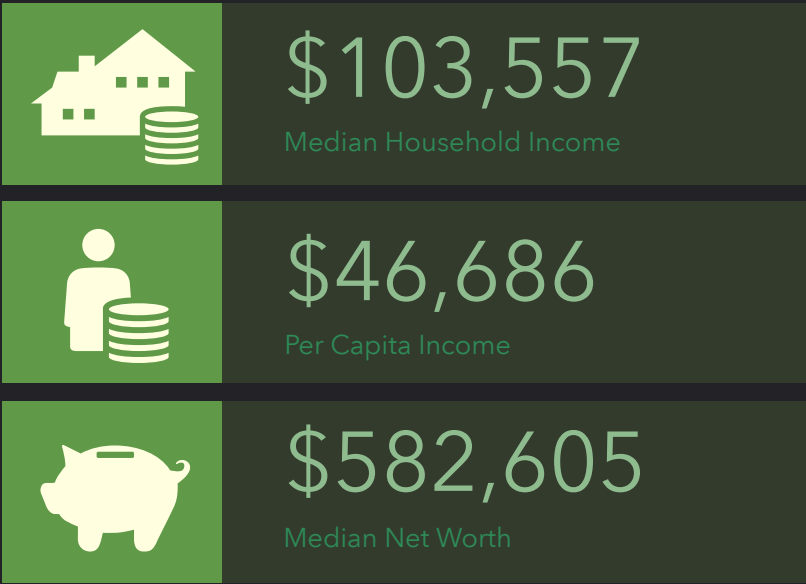 $103,557
Median Household Income
$46,686
Per Capita Income
$582,605
Median Net Worth